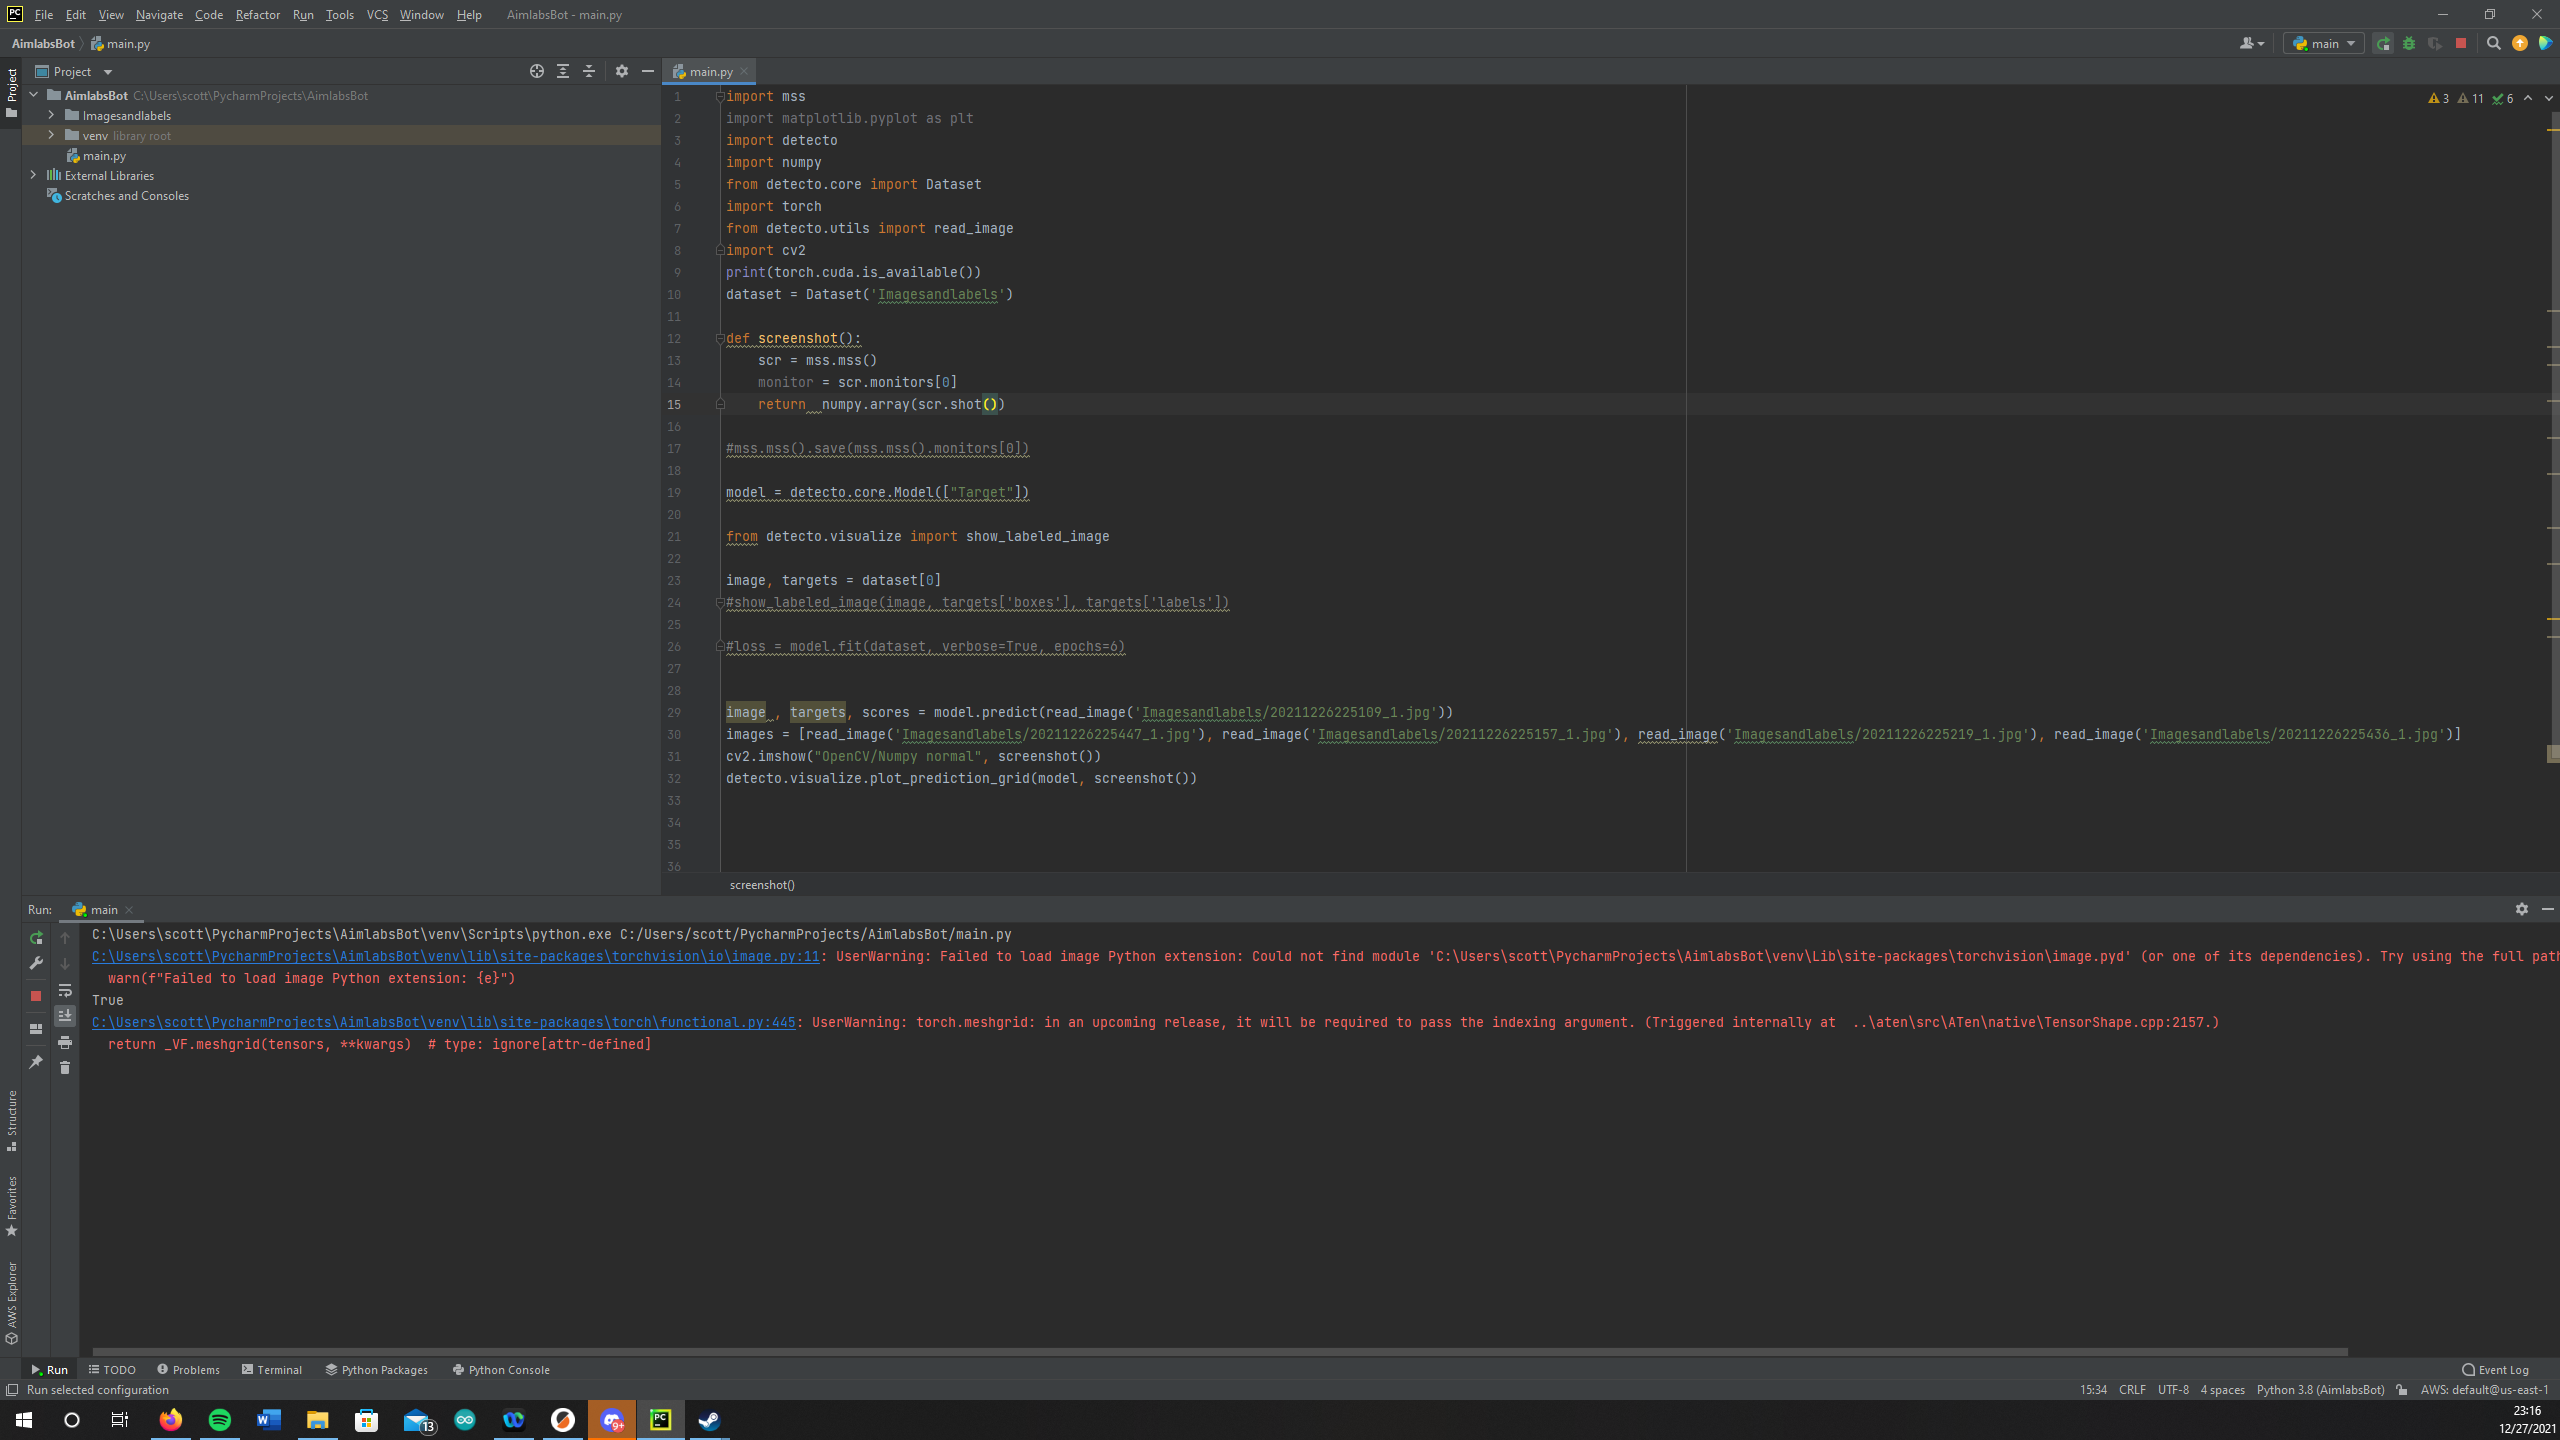 File Edit View Navigate Code Refactor Run Tools VCS Window Help AimlabsBot - main.py
AimlabsBot main.py
main
Project
main.py
AimlabsBot C:\Users\scott\PycharmProjects\AimlabsBot
Imagesandlabels
venv library root
main.py
External Libraries
Scratches and Consoles
Project
3 11 6
1 import mss
2 import matplotlib.pyplot as plt
3 import detecto
4 import numpy
5 from detecto.core import Dataset
6 import torch
7 from detecto.utils import read_image
8 import cv2
9 print(torch.cuda.is_available())
10 dataset = Dataset('Imagesandlabels')
11
12 def screenshot():
13 scr = mss.mss()
14 monitor = scr.monitors[0]
15 return  numpy.array(scr.shot())
16
17 #mss.mss().save(mss.mss().monitors[0])
18
19 model = detecto.core.Model(["Target"])
20
21 from detecto.visualize import show_labeled_image
22
23 image, targets = dataset[0]
24 #show_labeled_image(image, targets['boxes'], targets['labels'])
25
26 #loss = model.fit(dataset, verbose=True, epochs=6)
27
28
29 image , targets, scores = model.predict(read_image('Imagesandlabels/20211226225109_1.jpg'))
30 images = [read_image('Imagesandlabels/20211226225447_1.jpg'), read_image('Imagesandlabels/20211226225157_1.jpg'), read_image('Imagesandlabels/20211226225219_1.jpg'), read_image('Imagesandlabels/20211226225436_1.jpg')]
31 cv2.imshow("OpenCV/Numpy normal", screenshot())
32 detecto.visualize.plot_prediction_grid(model, screenshot())
33
34
35
36
screenshot()
Run: main
C:\Users\scott\PycharmProjects\AimlabsBot\venv\Scripts\python.exe C:/Users/scott/PycharmProjects/AimlabsBot/main.py
C:\Users\scott\PycharmProjects\AimlabsBot\venv\lib\site-packages\torchvision\io\image.py:11: UserWarning: Failed to load image Python extension: Could not find module 'C:\Users\scott\PycharmProjects\AimlabsBot\venv\Lib\site-packages\torchvision\image.pyd' (or one of its dependencies). Try using the full path
warn(f"Failed to load image Python extension: {e}")
True
C:\Users\scott\PycharmProjects\AimlabsBot\venv\lib\site-packages\torch\functional.py:445: UserWarning: torch.meshgrid: in an upcoming release, it will be required to pass the indexing argument. (Triggered internally at  ..\aten\src\ATen\native\TensorShape.cpp:2157.)
return _VF.meshgrid(tensors, **kwargs)  # type: ignore[attr-defined]
Structure
Favorites
AWS Explorer
Run TODO Problems Terminal Python Packages Python Console Event Log
Run selected configuration 15:34 CRLF UTF-8 4 spaces Python 3.8 (AimlabsBot) AWS: default@us-east-1
13 9+ PC
23:16
12/27/2021